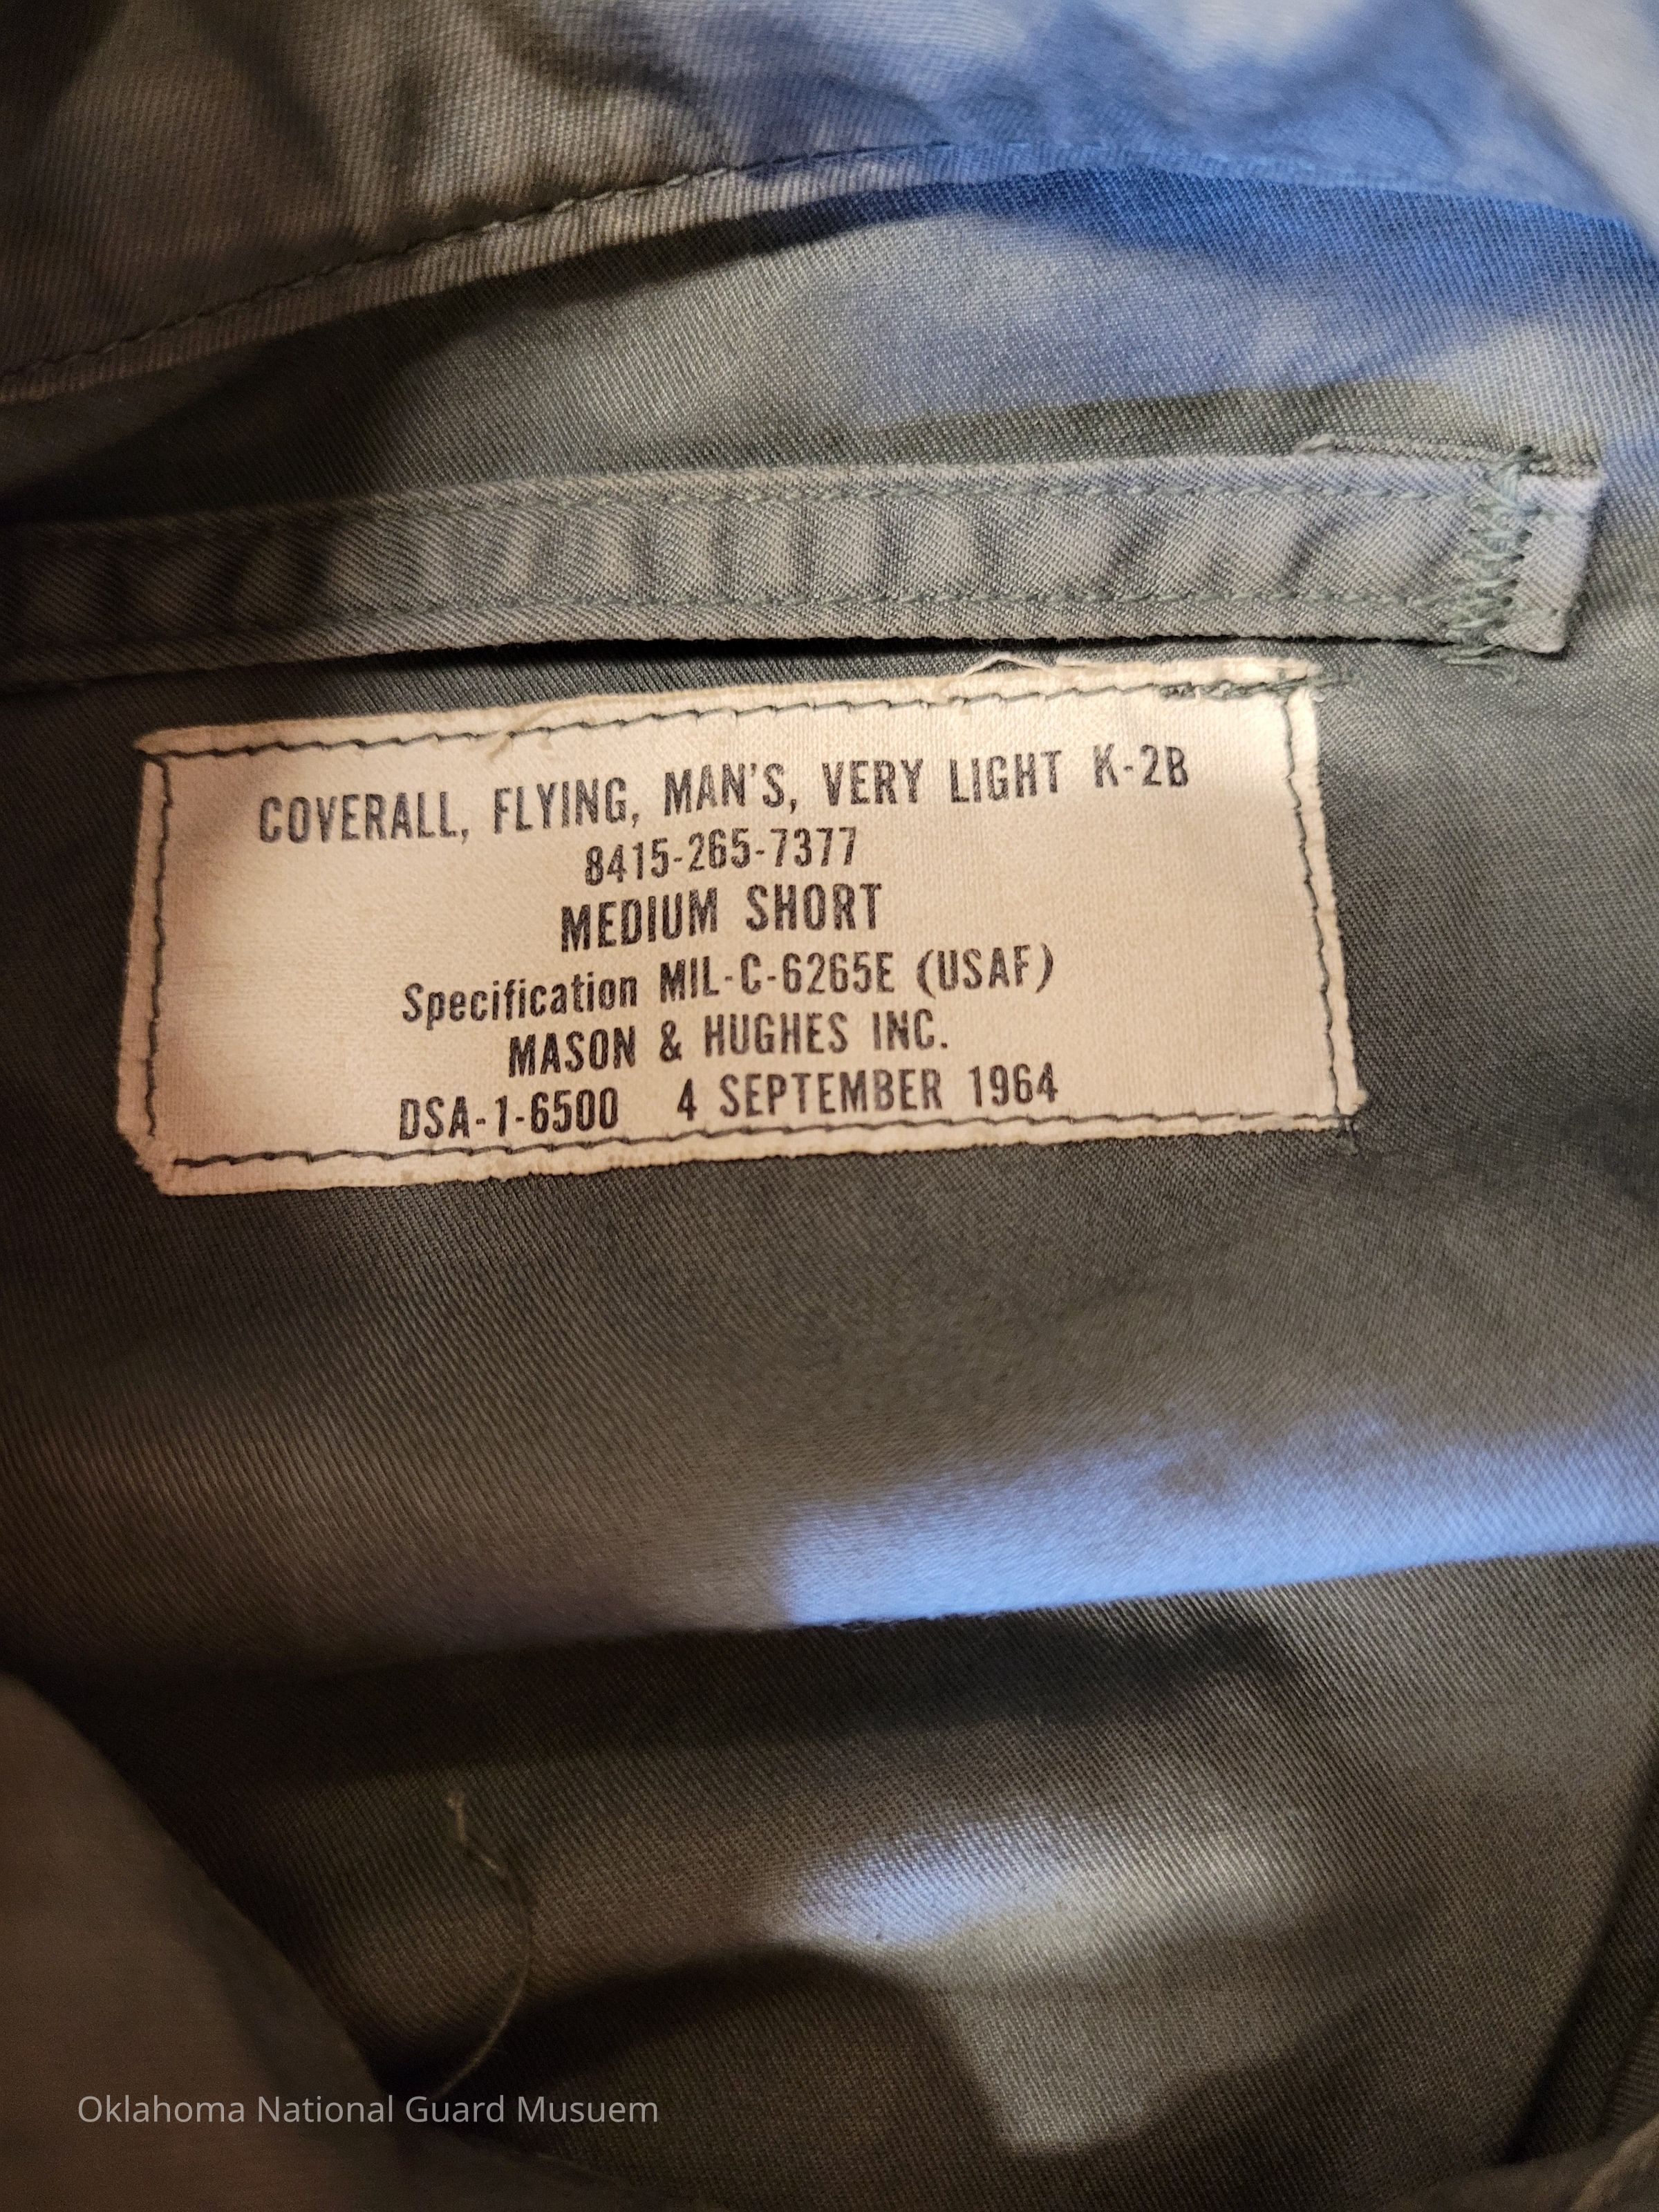 COVERALL, FLYING, MAN'S, VERY LIGHT K-2B
8415-265-7377
MEDIUM SHORT
Specification MIL-C-6265E (USAF)
MASON & HUGHES INC.
DSA-1-6500 4 SEPTEMBER 1964
Oklahoma National Guard Musuem